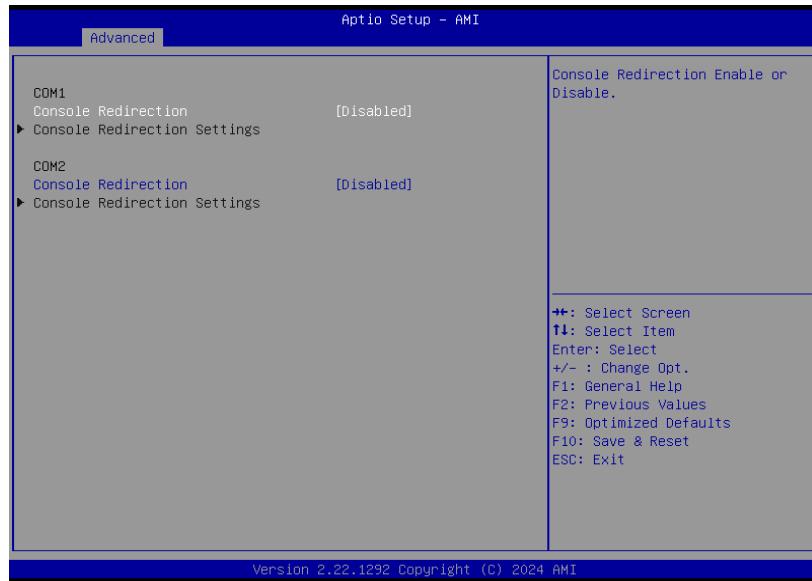 Aptio Setup – AMI
Advanced
COM1
Console Redirection [Disabled]
▶ Console Redirection Settings
COM2
Console Redirection [Disabled]
▶ Console Redirection Settings
Console Redirection Enable or
Disable.
→←: Select Screen
↑↓: Select Item
Enter: Select
+/- : Change Opt.
F1: General Help
F2: Previous Values
F9: Optimized Defaults
F10: Save & Reset
ESC: Exit
Version 2.22.1292 Copyright (C) 2024 AMI